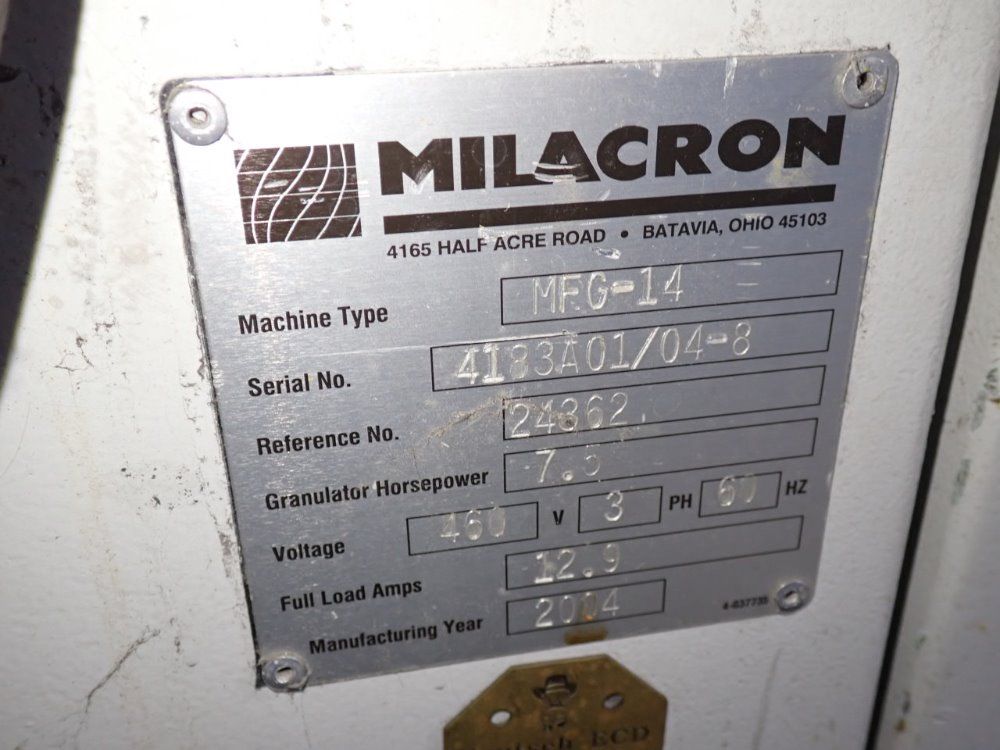 MILACRON
4165 HALF ACRE ROAD • BATAVIA, OHIO 45103
Machine Type MFG-14
Serial No. 4183A01/04-8
Reference No. 24362
Granulator Horsepower 7.5
Voltage 460 V 3 PH 60 HZ
Full Load Amps 12.9
Manufacturing Year 2004
ECD